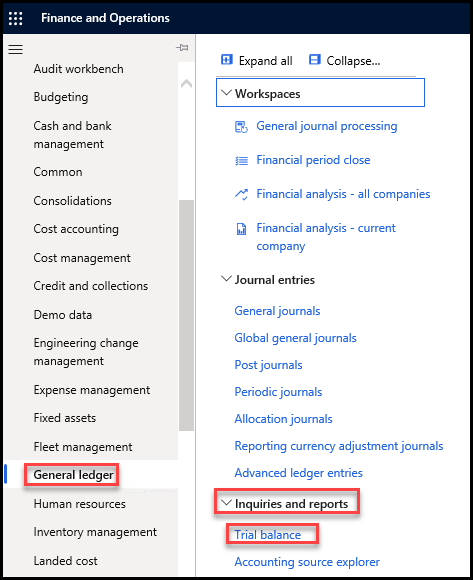 Finance and Operations
Audit workbench
Budgeting
Cash and bank
management
Common
Consolidations
Cost accounting
Cost management
Credit and collections
Demo data
Engineering change
management
Expense management
Fixed assets
Fleet management
General ledger
Human resources
Inventory management
Landed cost
Expand all
Collapse...
Workspaces
General journal processing
Financial period close
Financial analysis - all companies
Financial analysis - current
company
Journal entries
General journals
Global general journals
Post journals
Periodic journals
Allocation journals
Reporting currency adjustment journals
Advanced ledger entries
Inquiries and reports
Trial balance
Accounting source explorer